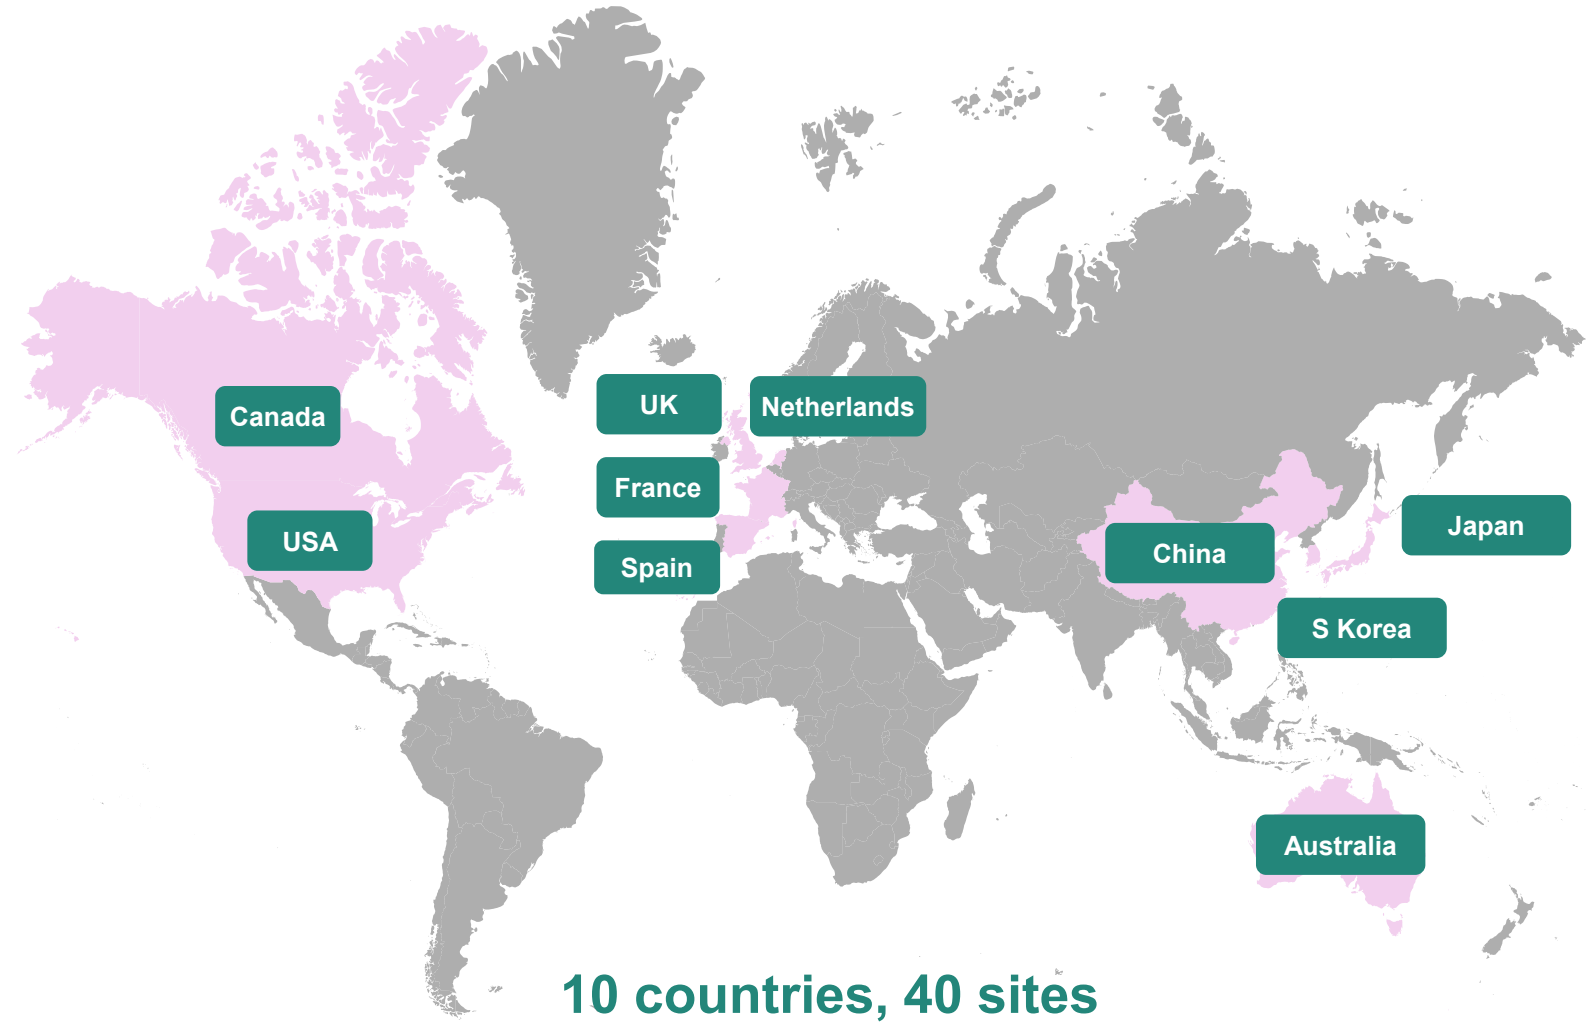 Canada
USA
UK
Netherlands
France
Spain
China
Japan
S Korea
Australia
10 countries, 40 sites